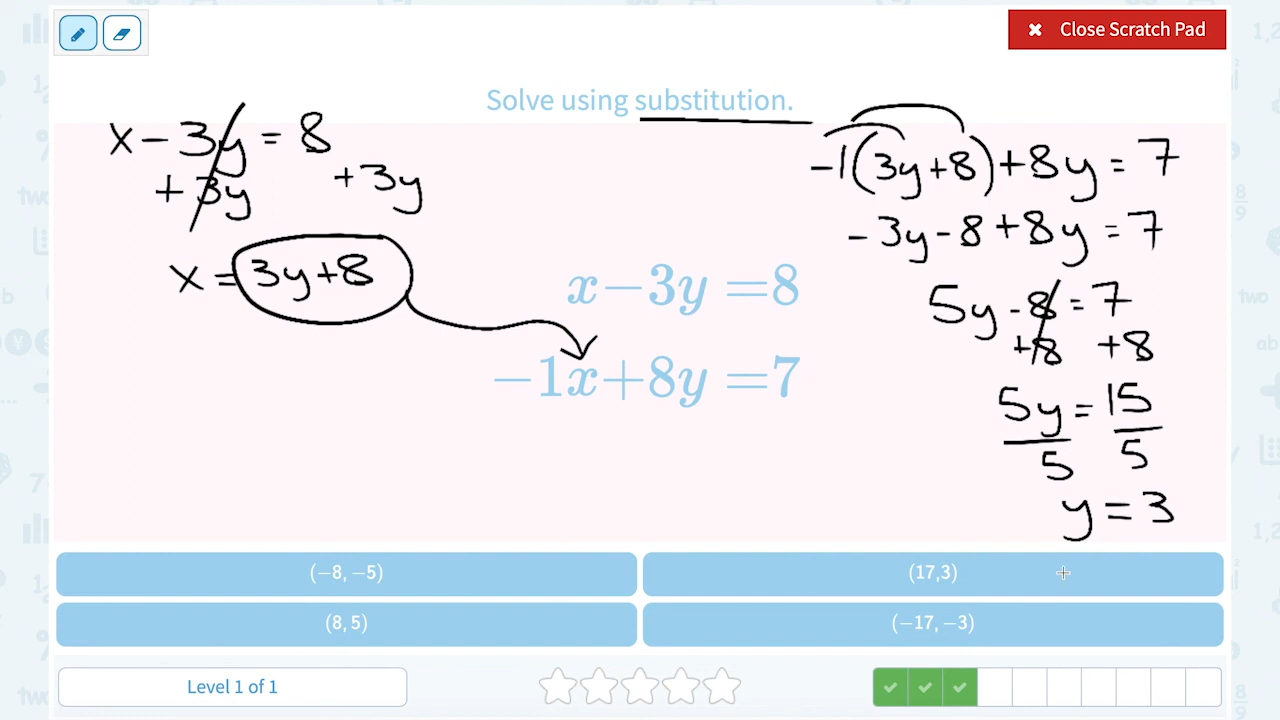 Close Scratch Pad
Solve using substitution.
x - 3y = 8
+ 3y +3y
x = 3y+8
-1(3y+8)+8y = 7
-3y-8+8y=7
5y-8=7
+8 +8
5y=15
5 5
y=3
x-3y=8
-1x+8y=7
(-8, -5)
(17,3)
(8, 5)
(-17, -3)
Level 1 of 1